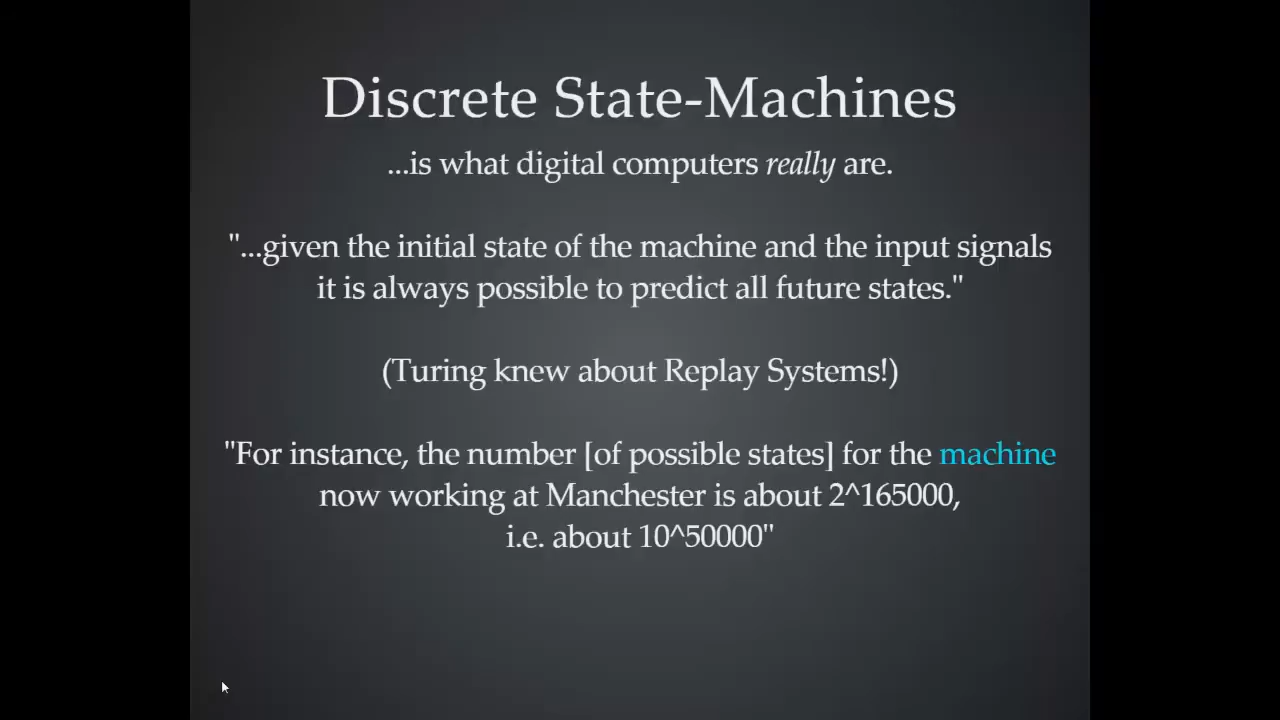 Discrete State-Machines
...is what digital computers really are.
"...given the initial state of the machine and the input signals
it is always possible to predict all future states."
(Turing knew about Replay Systems!)
"For instance, the number [of possible states] for the machine
now working at Manchester is about 2^165000,
i.e. about 10^50000"